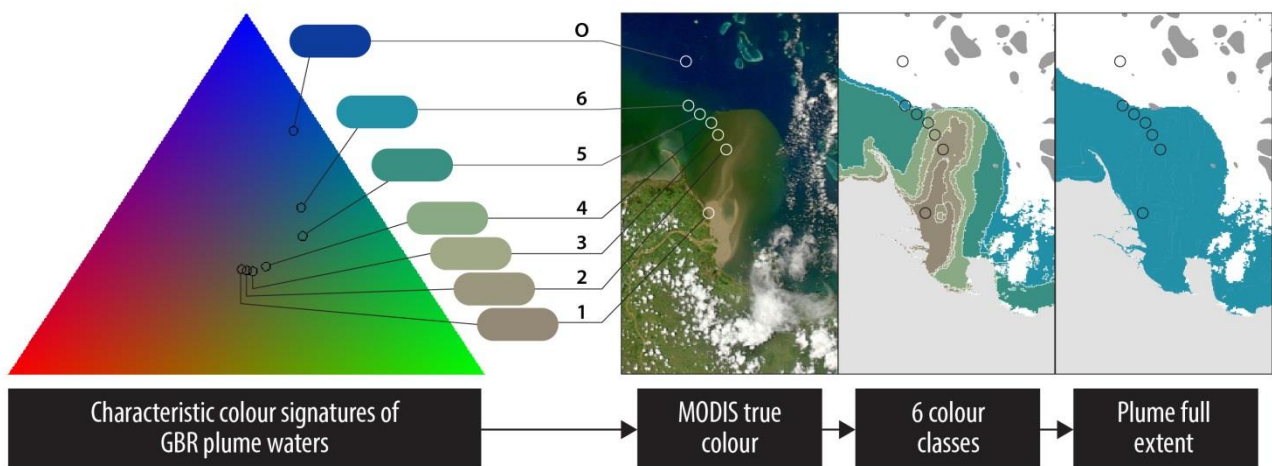 O
6
5
4
3
2
1
Characteristic colour signatures of
GBR plume waters
MODIS true
colour
6 colour
classes
Plume full
extent